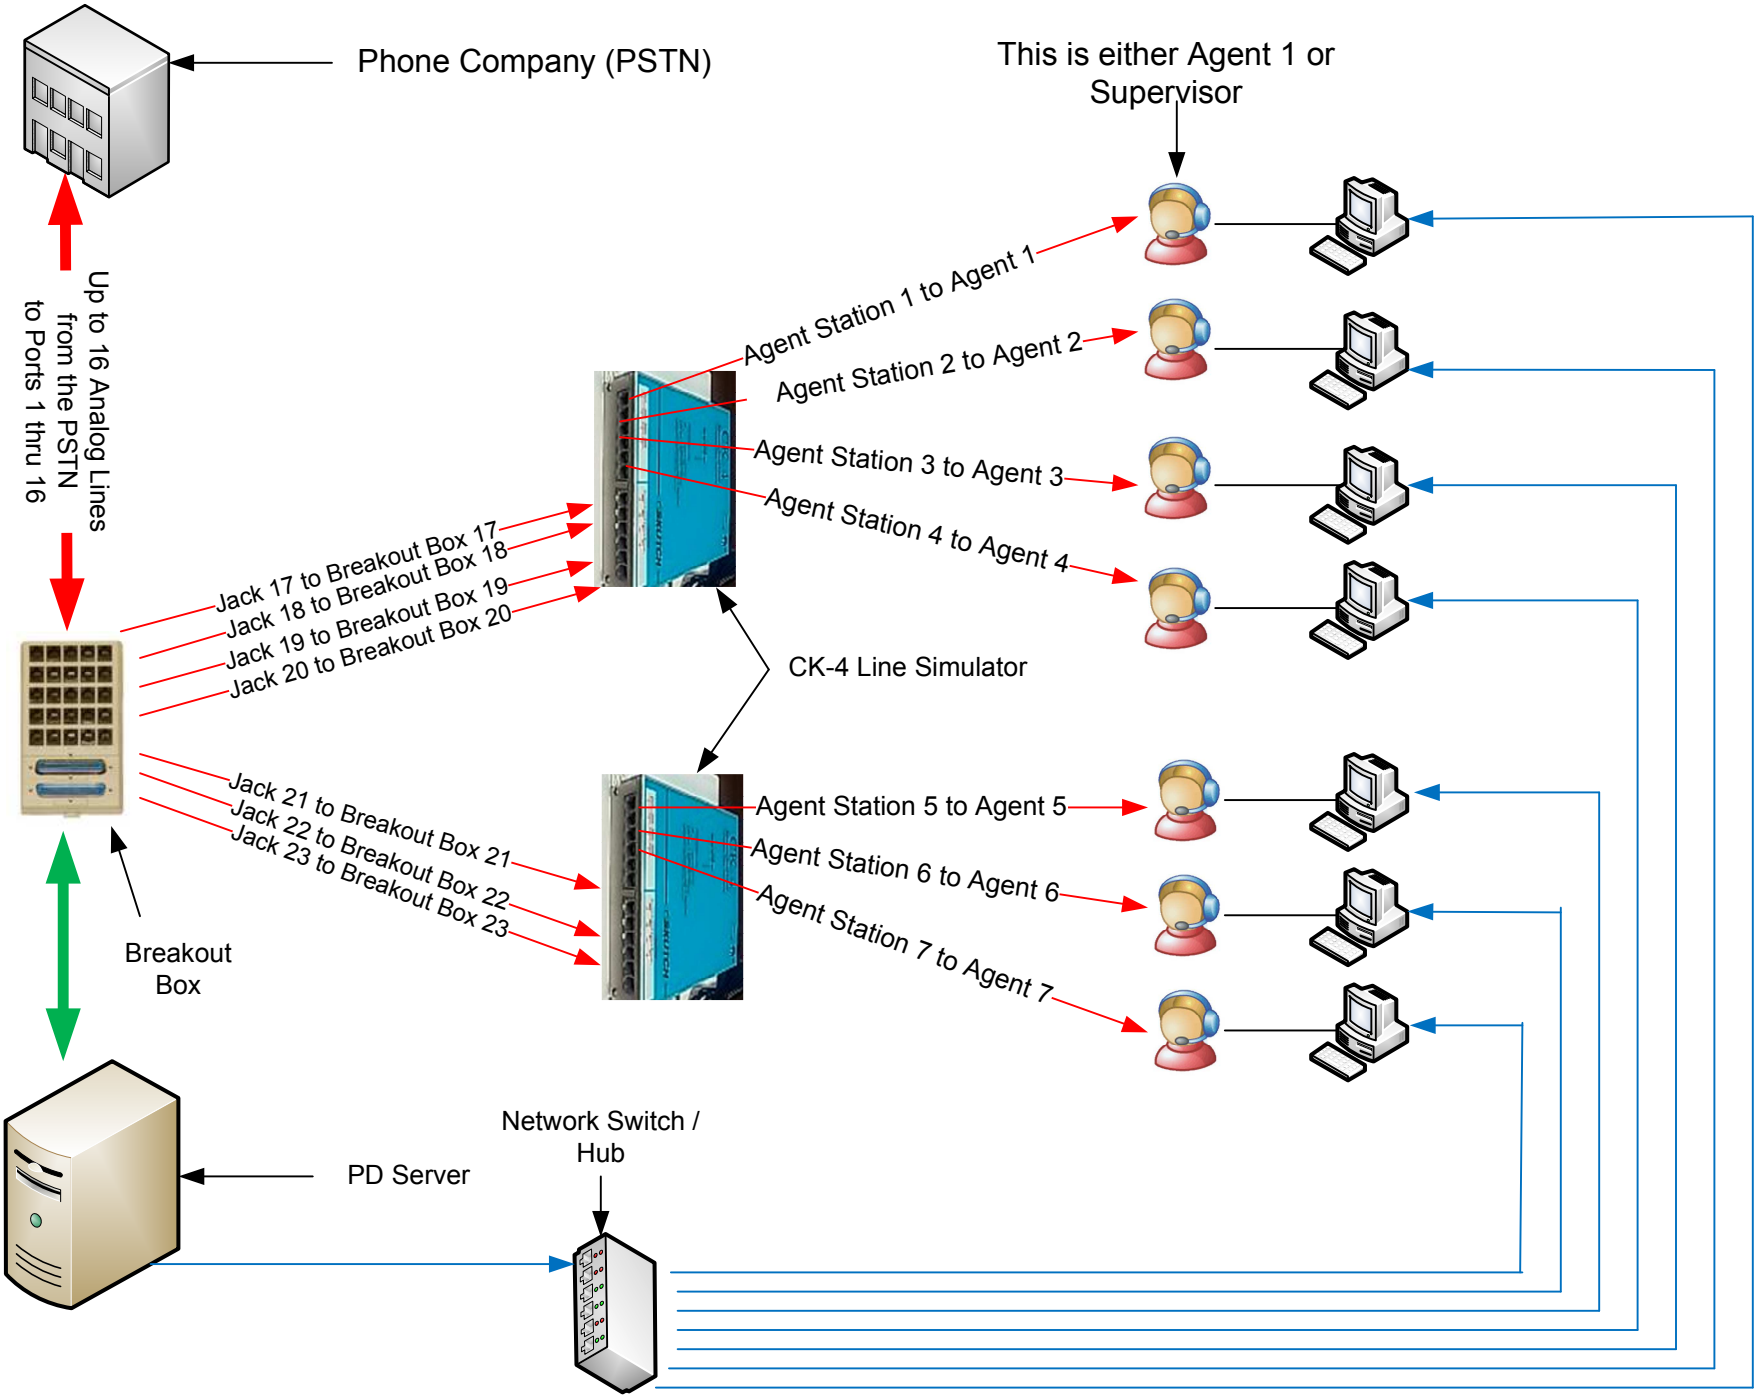 Phone Company (PSTN)
This is either Agent 1 or
Supervisor
Up to 16 Analog Lines
from the PSTN
to Ports 1 thru 16
Agent Station 1 to Agent 1
Agent Station 2 to Agent 2
Agent Station 3 to Agent 3
Agent Station 4 to Agent 4
Jack 17 to Breakout Box 17
Jack 18 to Breakout Box 18
Jack 19 to Breakout Box 19
Jack 20 to Breakout Box 20
SKUTCH
CK-4 Line Simulator
Jack 21 to Breakout Box 21
Jack 22 to Breakout Box 22
Jack 23 to Breakout Box 23
SKUTCH
Agent Station 5 to Agent 5
Agent Station 6 to Agent 6
Agent Station 7 to Agent 7
Breakout
Box
Network Switch /
Hub
PD Server